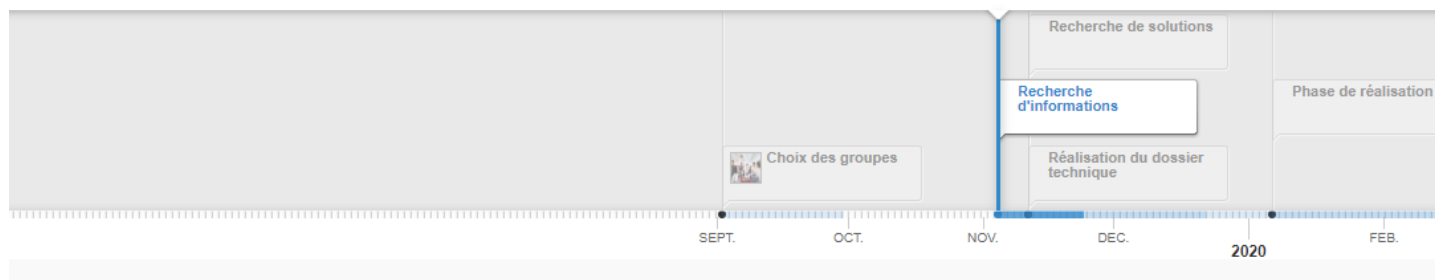 Recherche de solutions
Recherche
d'informations
Phase de réalisation
Choix des groupes
Réalisation du dossier
technique
SEPT.
OCT.
NOV.
DEC.
2020
FEB.